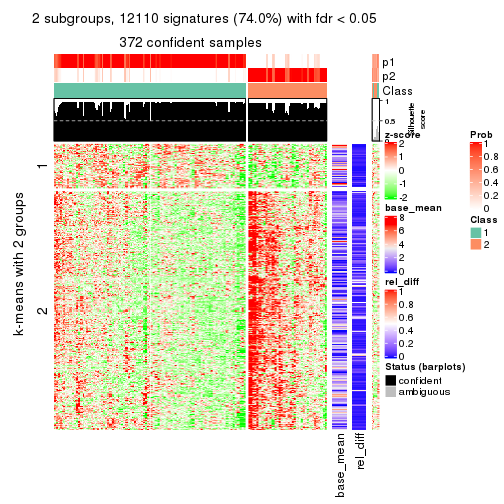 2 subgroups, 12110 signatures (74.0%) with fdr < 0.05
372 confident samples
p1
p2
Class
1
0.5
0
Silhouette
score
k-means with 2 groups
1
2
base_mean
rel_diff
z-score
2
1
0
-1
-2
base_mean
8
6
4
2
0
rel_diff
1
0.8
0.6
0.4
0.2
0
Status (barplots)
confident
ambiguous
Prob
1
0.8
0.6
0.4
0.2
0
Class
1
2